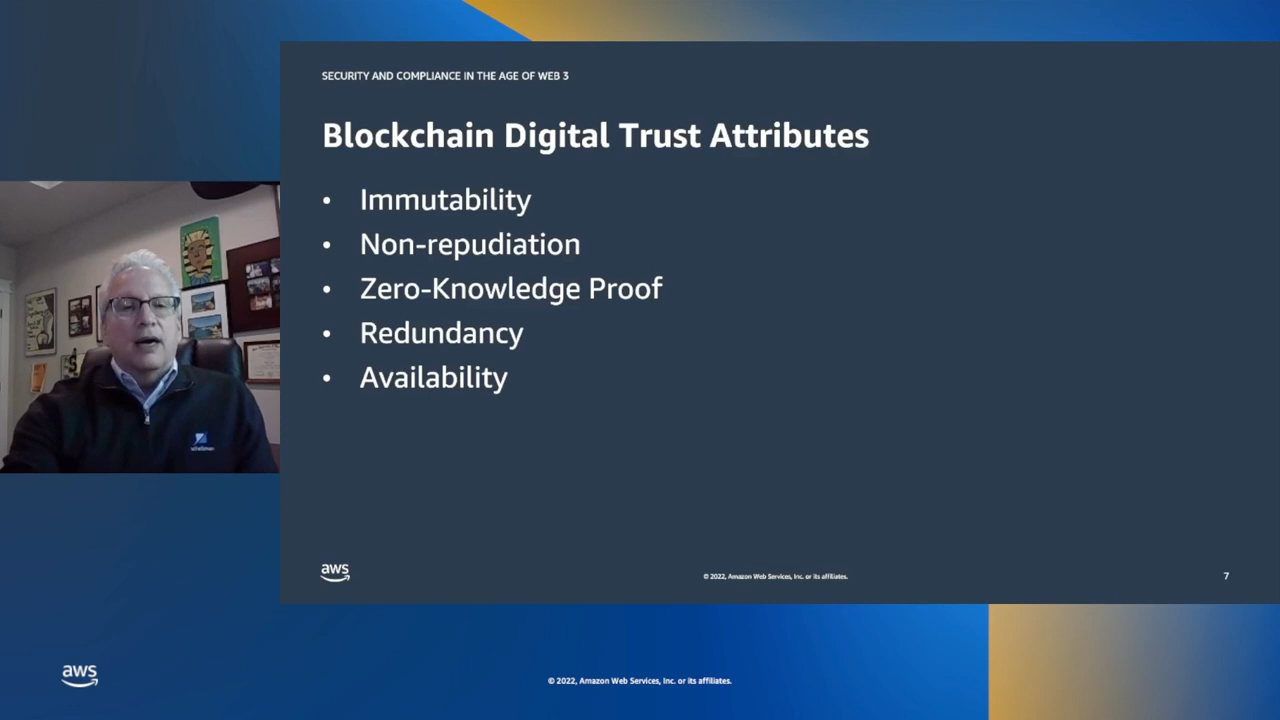 SECURITY AND COMPLIANCE IN THE AGE OF WEB 3
Blockchain Digital Trust Attributes
• Immutability
• Non-repudiation
• Zero-Knowledge Proof
• Redundancy
• Availability
aws
© 2022, Amazon Web Services, Inc. or its affiliates.
7
aws
© 2022, Amazon Web Services, Inc. or its affiliates.